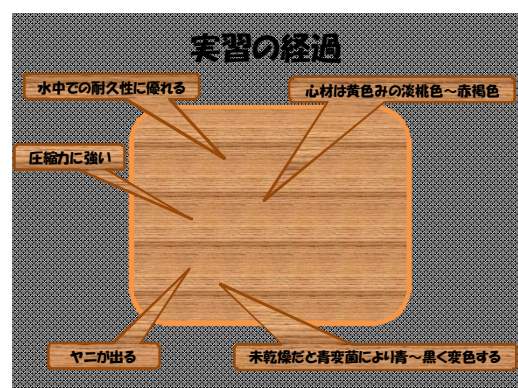 実習の経過
水中での耐久性に優れる
心材は黄色みの淡桃色～赤褐色
圧縮力に強い
ヤニが出る
未乾燥だと青変菌により青～黒く変色する